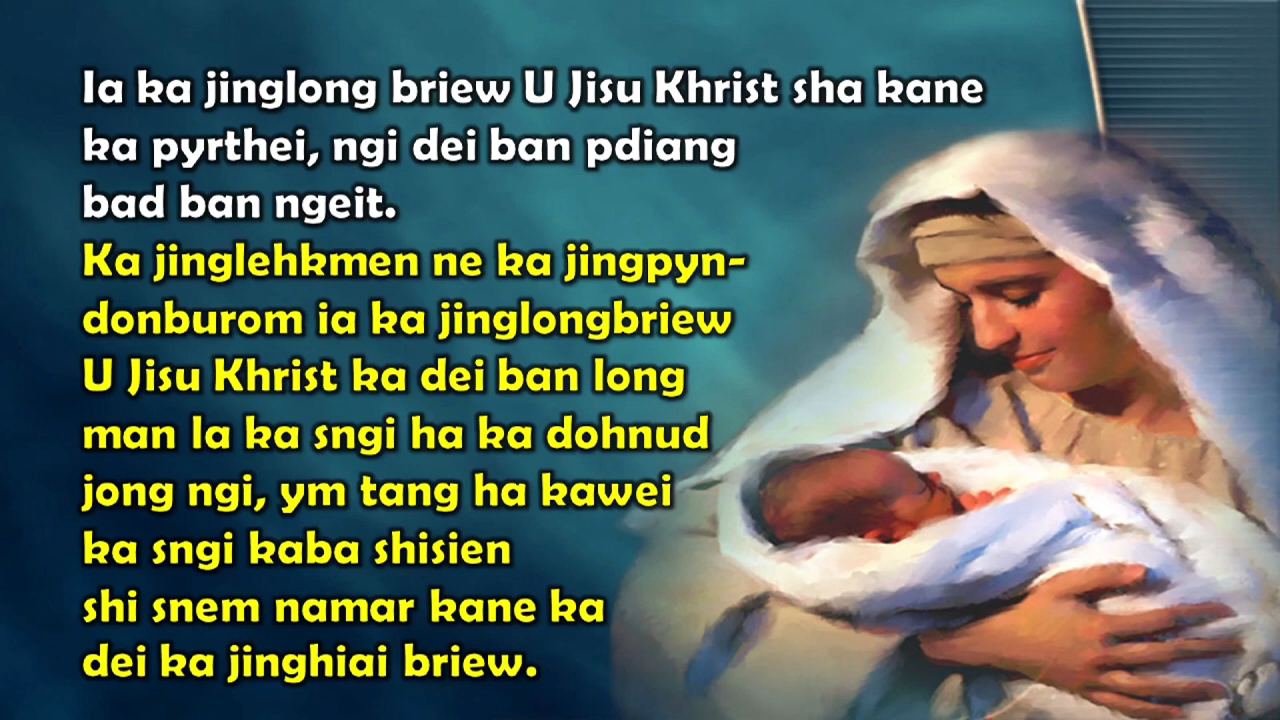 Ia ka jinglong briew U Jisu Khrist sha kane
ka pyrthei, ngi dei ban pdiang
bad ban ngeit.
Ka jinglehkmen ne ka jingpyn-
donburom ia ka jinglongbriew
U Jisu Khrist ka dei ban long
man la ka sngi ha ka dohnud
jong ngi, ym tang ha kawei
ka sngi kaba shisien
shi snem namar kane ka
dei ka jinghiai briew.